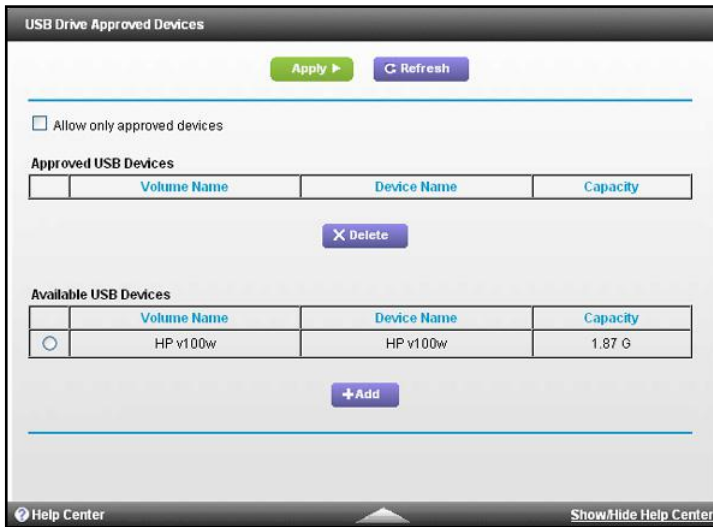 USB Drive Approved Devices
Apply Refresh
Allow only approved devices
Approved USB Devices
Volume Name Device Name Capacity
Delete
Available USB Devices
Volume Name Device Name Capacity
HP v100w HP v100w 1.87 G
+Add
Help Center Show/Hide Help Center